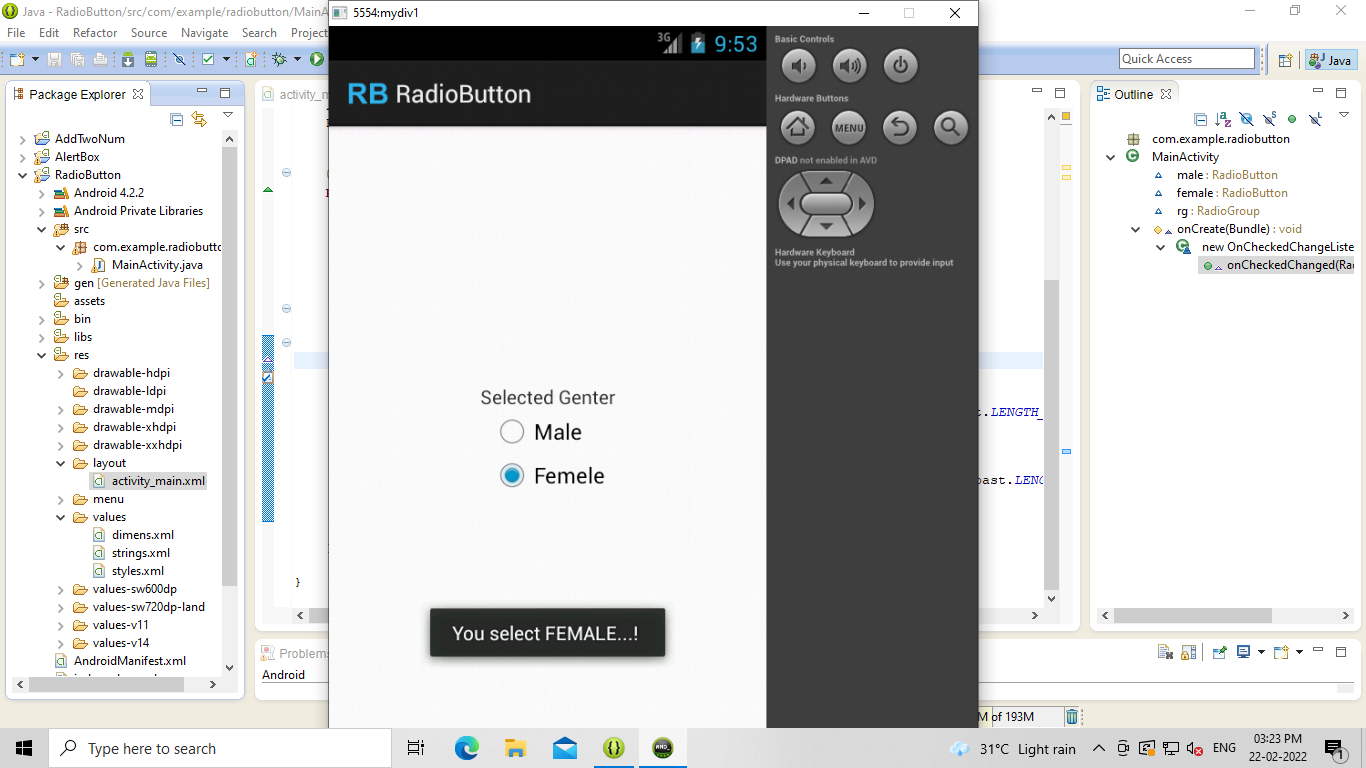 Java - RadioButton/src/com/example/radiobutton/MainA
File Edit Refactor Source Navigate Search Project
Quick Access
Java
Package Explorer
AddTwoNum
AlertBox
RadioButton
Android 4.2.2
Android Private Libraries
src
com.example.radiobutto
MainActivity.java
gen [Generated Java Files]
assets
bin
libs
res
drawable-hdpi
drawable-ldpi
drawable-mdpi
drawable-xhdpi
drawable-xxhdpi
layout
activity_main.xml
menu
values
dimens.xml
strings.xml
styles.xml
values-sw600dp
values-sw720dp-land
values-v11
values-v14
AndroidManifest.xml
activity_m
t.LENGTH_
oast.LENG
}
Problems
Android
5554:mydiv1
3G
9:53
RB RadioButton
Selected Genter
Male
Femele
You select FEMALE...!
Basic Controls
Hardware Buttons
MENU
DPAD not enabled in AVD
Hardware Keyboard
Use your physical keyboard to provide input
Outline
com.example.radiobutton
MainActivity
male : RadioButton
female : RadioButton
rg : RadioGroup
onCreate(Bundle) : void
new OnCheckedChangeListe
onCheckedChanged(Ra
M of 193M
Type here to search
31°C Light rain
ENG
03:23 PM
22-02-2022
1